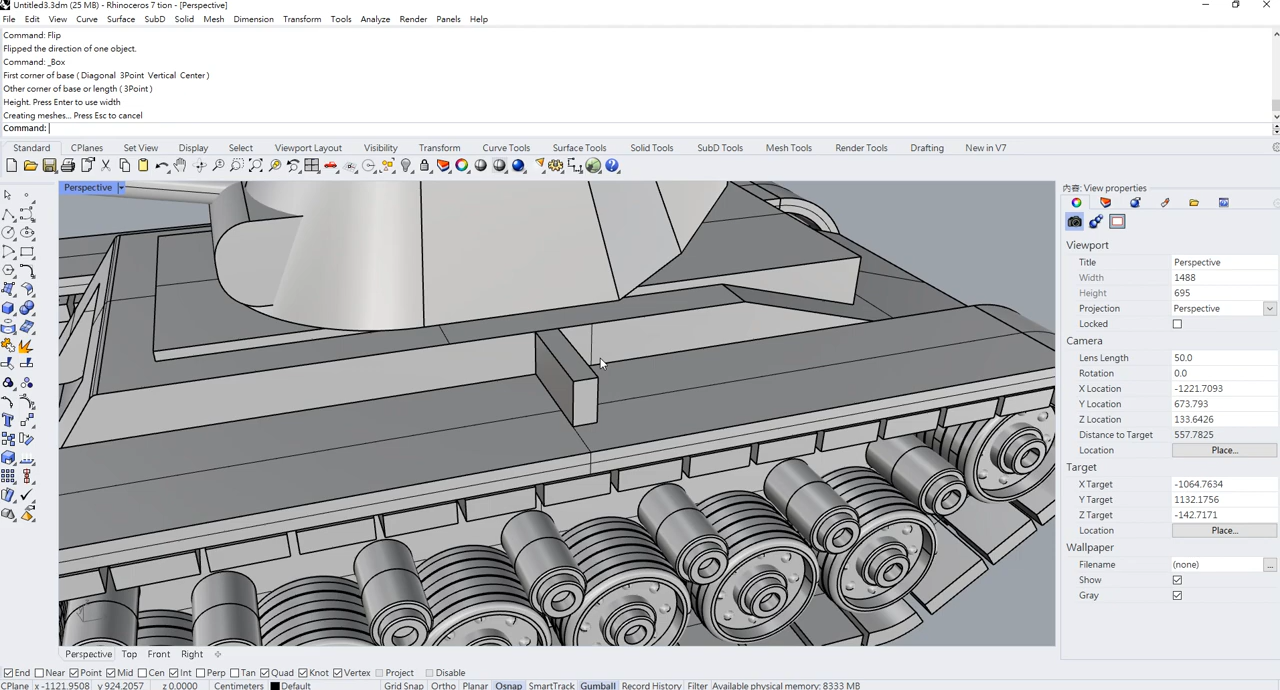 Untitled3.3dm (25 MB) - Rhinoceros 7 tion - [Perspective]
File Edit View Curve Surface SubD Solid Mesh Dimension Transform Tools Analyze Render Panels Help
Command: Flip
Flipped the direction of one object.
Command: _Box
First corner of base ( Diagonal 3Point Vertical Center )
Other corner of base or length ( 3Point )
Height. Press Enter to use width
Creating meshes... Press Esc to cancel
Command:
Standard CPlanes Set View Display Select Viewport Layout Visibility Transform Curve Tools Surface Tools Solid Tools SubD Tools Mesh Tools Render Tools Drafting New in V7
Perspective
內容: View properties
Viewport
Title Perspective
Width 1488
Height 695
Projection Perspective
Locked
Camera
Lens Length 50.0
Rotation 0.0
X Location -1221.7093
Y Location 673.793
Z Location 133.6426
Distance to Target 557.7825
Location Place...
Target
X Target -1064.7634
Y Target 1132.1756
Z Target -142.7171
Location Place...
Wallpaper
Filename (none) ...
Show
Gray
Perspective Top Front Right
End Near Point Mid Cen Int Perp Tan Quad Knot Vertex Project Disable
CPlane x -1121.9508 y 924.2057 z 0.0000 Centimeters Default Grid Snap Ortho Planar Osnap SmartTrack Gumball Record History Filter Available physical memory: 8333 MB